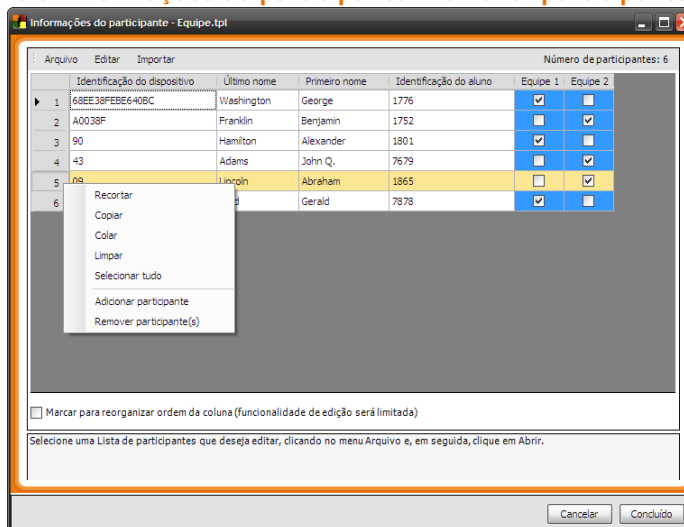 Informações do participante - Equipe.tpl
Arquivo Editar Importar Número de participantes: 6
Identificação do dispositivo Último nome Primeiro nome Identificação do aluno Equipe 1 Equipe 2
1 68EE38FEBE640BC Washington George 1776
2 A0038F Franklin Benjamin 1752
3 90 Hamilton Alexander 1801
4 43 Adams John Q. 7679
5 09 Lincoln Abraham 1865
6 Gerald 7878
Recortar
Copiar
Colar
Limpar
Selecionar tudo
Adicionar participante
Remover participante(s)
Marcar para reorganizar ordem da coluna (funcionalidade de edição será limitada)
Selecione uma Lista de participantes que deseja editar, clicando no menu Arquivo e, em seguida, clique em Abrir.
Cancelar Concluído